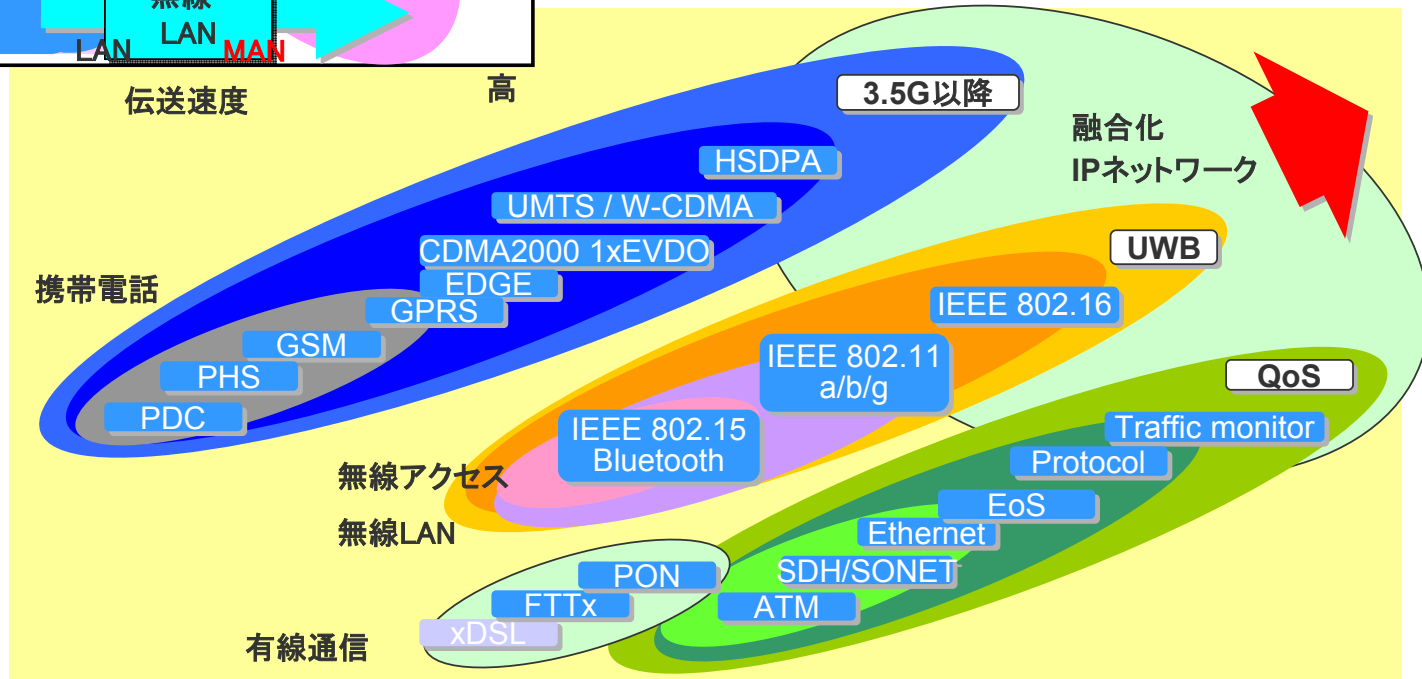 無線
LAN
LAN
MAN
伝送速度
高
3.5G以降
融合化
IPネットワーク
HSDPA
UMTS / W-CDMA
CDMA2000 1xEVDO
EDGE
GPRS
GSM
PHS
PDC
携帯電話
UWB
IEEE 802.16
IEEE 802.11
a/b/g
IEEE 802.15
Bluetooth
無線アクセス
無線LAN
QoS
Traffic monitor
Protocol
EoS
Ethernet
SDH/SONET
ATM
PON
FTTx
xDSL
有線通信